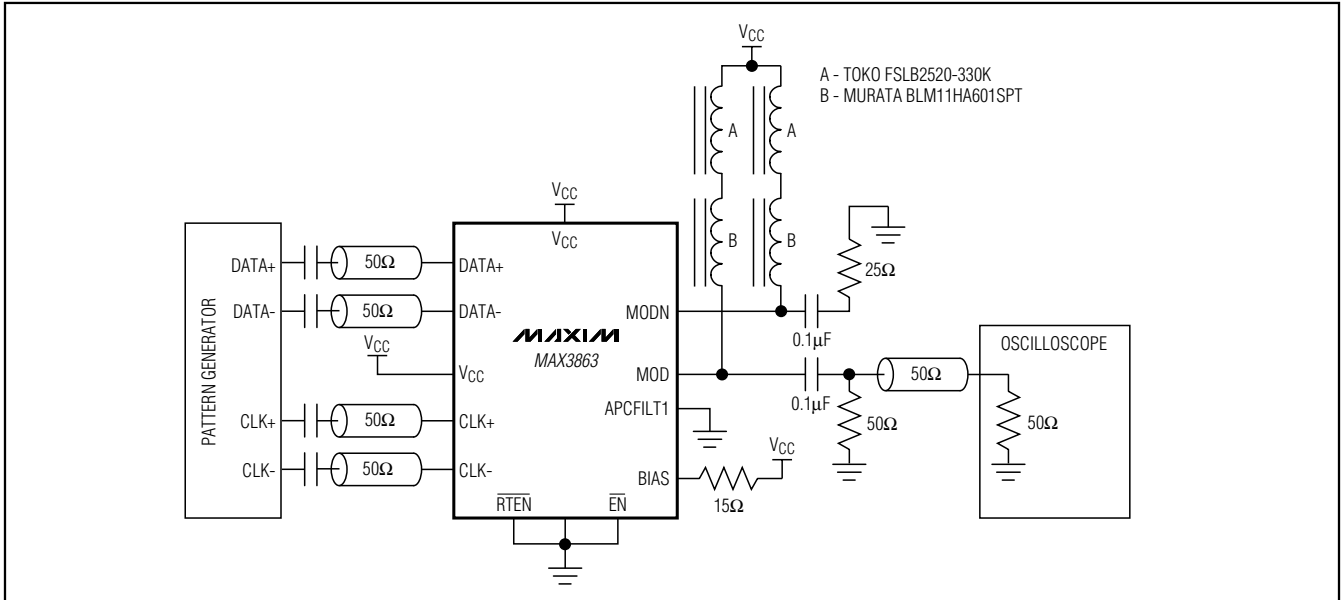 VCC
A - TOKO FSLB2520-330K
B - MURATA BLM11HA601SPT
A
A
B
B
VCC
VCC
PATTERN GENERATOR
DATA+
50Ω
DATA+
DATA-
50Ω
DATA-
VCC
VCC
CLK+
50Ω
CLK+
CLK-
50Ω
CLK-
MAXIM
MAX3863
RTEN
EN
MODN
MOD
APCFILT1
BIAS
25Ω
0.1µF
0.1µF
50Ω
50Ω
VCC
15Ω
OSCILLOSCOPE
50Ω